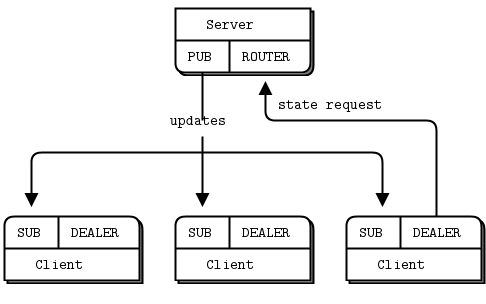 Server
PUB ROUTER
state request
updates
SUB DEALER SUB DEALER SUB DEALER
Client Client Client